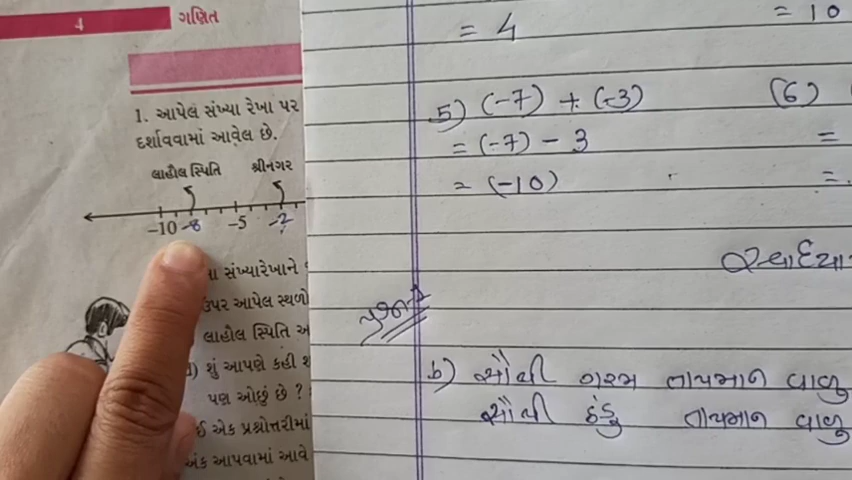 4 ગણિત
1. આપેલ સંખ્યા રેખા પર
દર્શાવવામાં આવેલ છે.
લાહૌલ સ્પિતિ શ્રીનગર
-10 -8 -5 -2
સંખ્યારેખાને
ઉપર આપેલ સ્થળો
લાહૌલ સ્પિતિ
શું આપણે કહી
પણ ઓછું છે ?
એક પ્રશ્નોત્તરીમાં
અંક આપવામાં આવે
= 4
= 10
5) (-7) + (-3)
(6)
= (-7) - 3
=
= (-10)
=
b) સૌથી ગરમ તાપમાન વાળુ
સૌથી ઠંડુ તાપમાન વાળુ